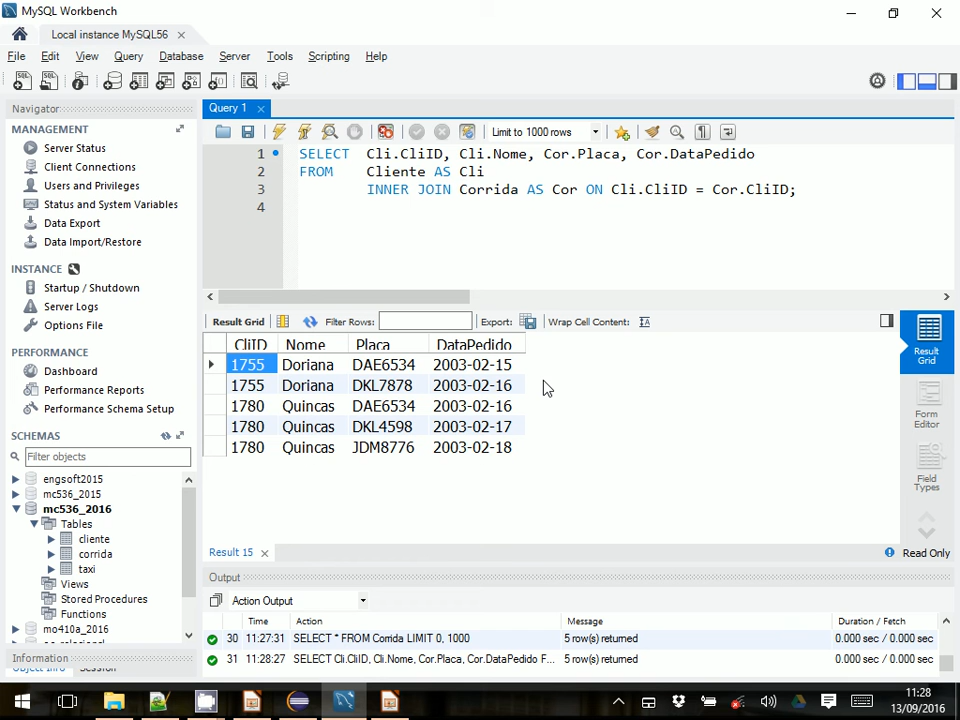 MySQL Workbench
Local instance MySQL56
File Edit View Query Database Server Tools Scripting Help
Navigator
MANAGEMENT
Server Status
Client Connections
Users and Privileges
Status and System Variables
Data Export
Data Import/Restore
INSTANCE
Startup / Shutdown
Server Logs
Options File
PERFORMANCE
Dashboard
Performance Reports
Performance Schema Setup
SCHEMAS
Filter objects
engsoft2015
mc536_2015
mc536_2016
Tables
cliente
corrida
taxi
Views
Stored Procedures
Functions
mo410a_2016
Information
Query 1
Limit to 1000 rows
1 SELECT Cli.CliID, Cli.Nome, Cor.Placa, Cor.DataPedido
2 FROM Cliente AS Cli
3 INNER JOIN Corrida AS Cor ON Cli.CliID = Cor.CliID;
4
Result Grid Filter Rows: Export: Wrap Cell Content:
CliID Nome Placa DataPedido
1755 Doriana DAE6534 2003-02-15
1755 Doriana DKL7878 2003-02-16
1780 Quincas DAE6534 2003-02-16
1780 Quincas DKL4598 2003-02-17
1780 Quincas JDM8776 2003-02-18
Result
Grid
Form
Editor
Field
Types
Result 15
Read Only
Output
Action Output
Time Action Message Duration / Fetch
30 11:27:31 SELECT * FROM Corrida LIMIT 0, 1000 5 row(s) returned 0.000 sec / 0.000 sec
31 11:28:27 SELECT Cli.CliID, Cli.Nome, Cor.Placa, Cor.DataPedido F... 5 row(s) returned 0.000 sec / 0.000 sec
11:28
13/09/2016